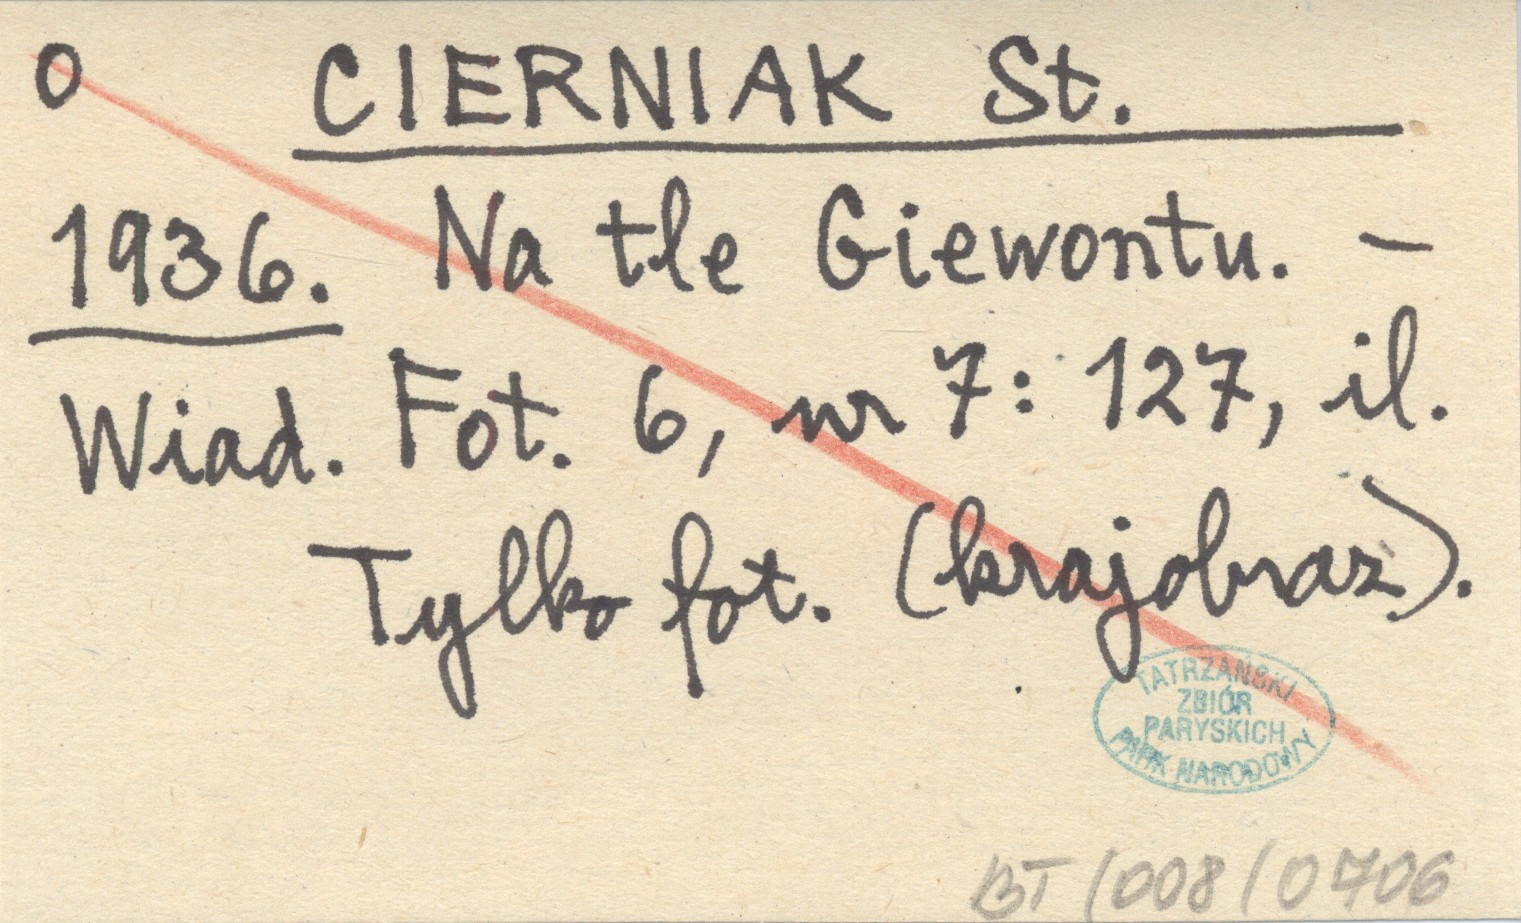 O CIERNIAK St.
1936. Na tle Giewontu. –
Wiad. Fot. 6, nr 7: 127, il.
Tylko fot. (krajobraz).
TATRZAŃSKI
ZBIÓR
PARYSKICH
PARK NARODOWY
BT/008/0706